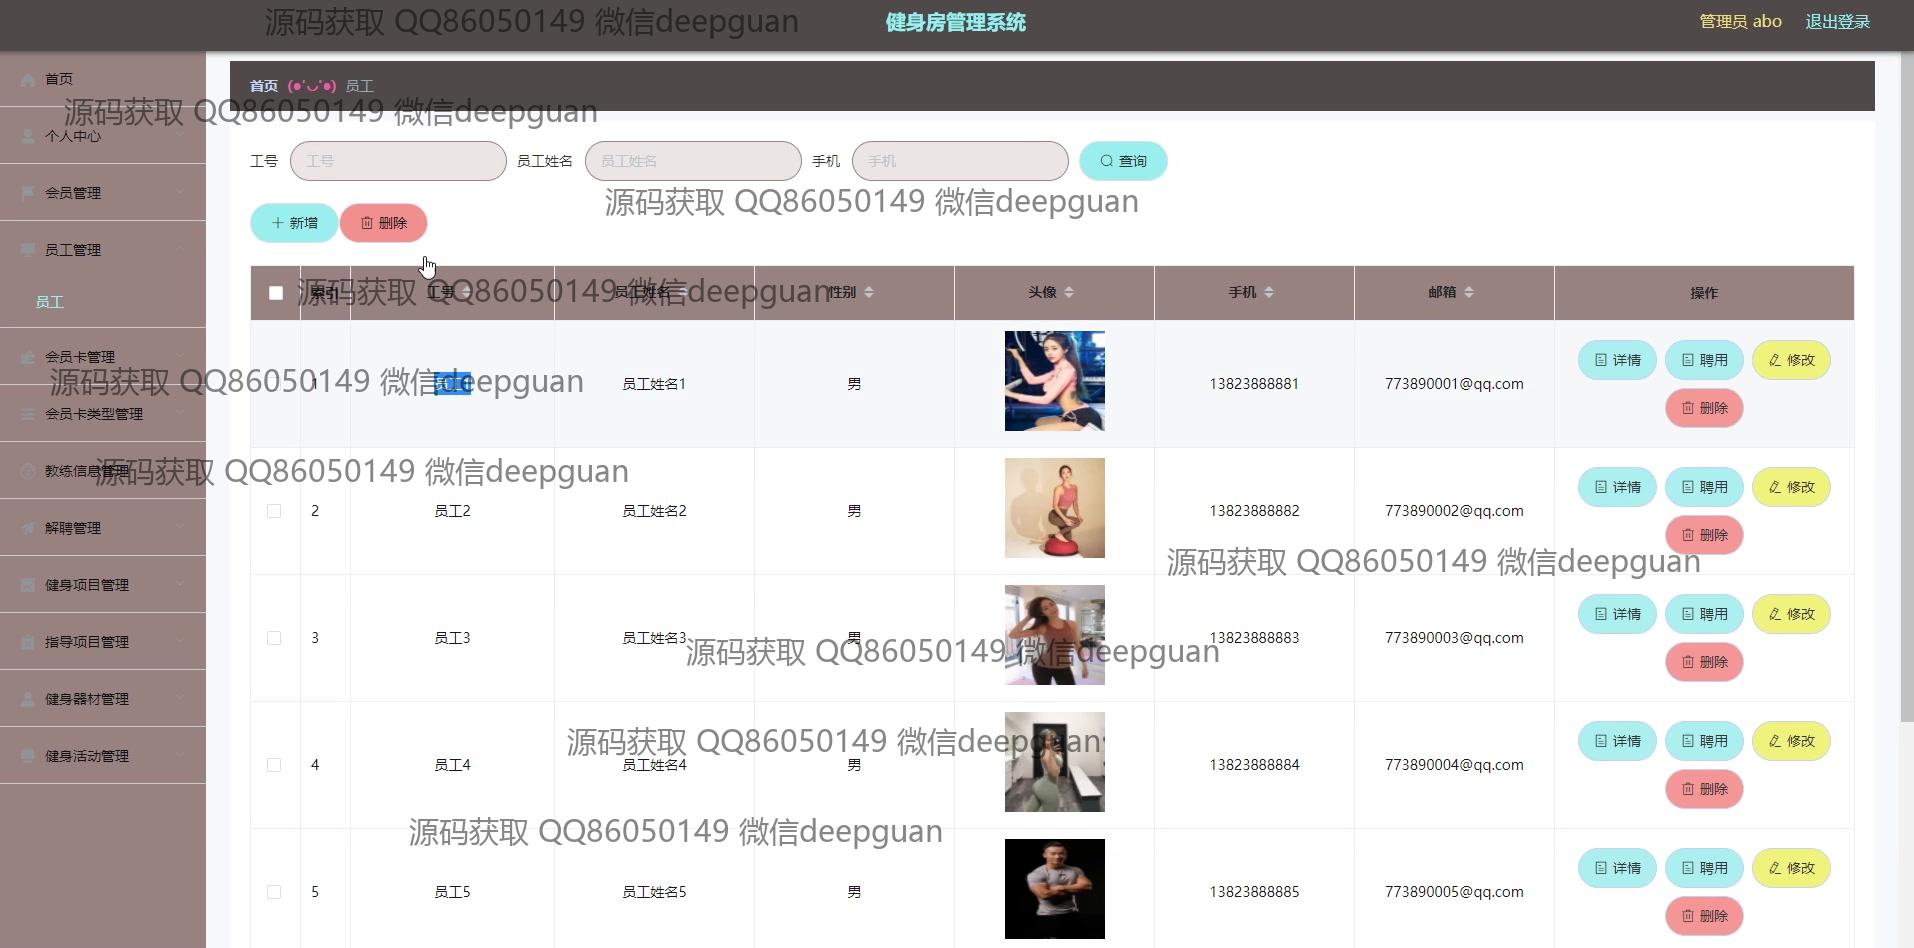 健身房管理系统
管理员 abo 退出登录
源码获取 QQ86050149 微信deepguan
首页
个人中心
会员管理
员工管理
员工
会员卡管理
会员卡类型管理
教练信息管理
解聘管理
健身项目管理
指导项目管理
健身器材管理
健身活动管理
首页 (●'◡'●) 员工
源码获取 QQ86050149 微信deepguan
工号 工号 员工姓名 员工姓名 手机 手机 查询
源码获取 QQ86050149 微信deepguan
新增 删除
索引 工号 员工姓名 性别 头像 手机 邮箱 操作
源码获取 QQ86050149 微信deepguan
1 员工1 员工姓名1 男 13823888881 773890001@qq.com 详情 聘用 修改
删除
源码获取 QQ86050149 微信deepguan
源码获取 QQ86050149 微信deepguan
2 员工2 员工姓名2 男 13823888882 773890002@qq.com 详情 聘用 修改
删除
源码获取 QQ86050149 微信deepguan
3 员工3 员工姓名3 男 13823888883 773890003@qq.com 详情 聘用 修改
删除
源码获取 QQ86050149 微信deepguan
4 员工4 员工姓名4 男 13823888884 773890004@qq.com 详情 聘用 修改
删除
源码获取 QQ86050149 微信deepguan
源码获取 QQ86050149 微信deepguan
5 员工5 员工姓名5 男 13823888885 773890005@qq.com 详情 聘用 修改
删除